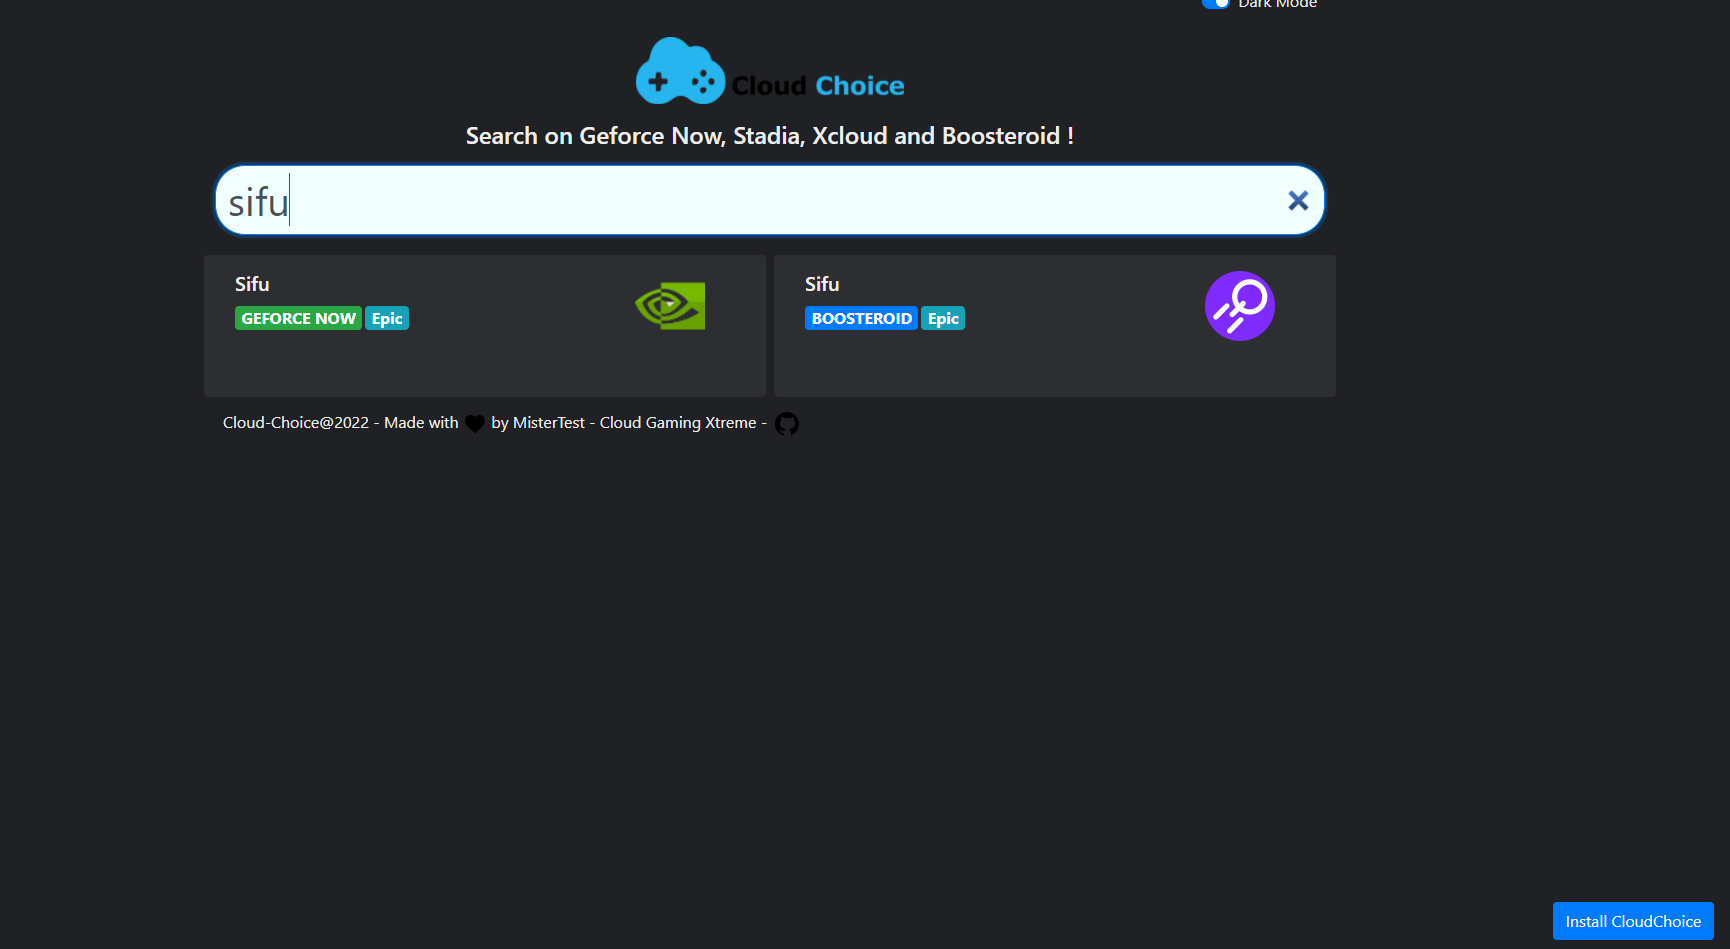 Dark Mode
Cloud Choice
Search on Geforce Now, Stadia, Xcloud and Boosteroid !
sifu
Sifu
GEFORCE NOW Epic
Sifu
BOOSTEROID Epic
Cloud-Choice@2022 - Made with by MisterTest - Cloud Gaming Xtreme -
Install CloudChoice